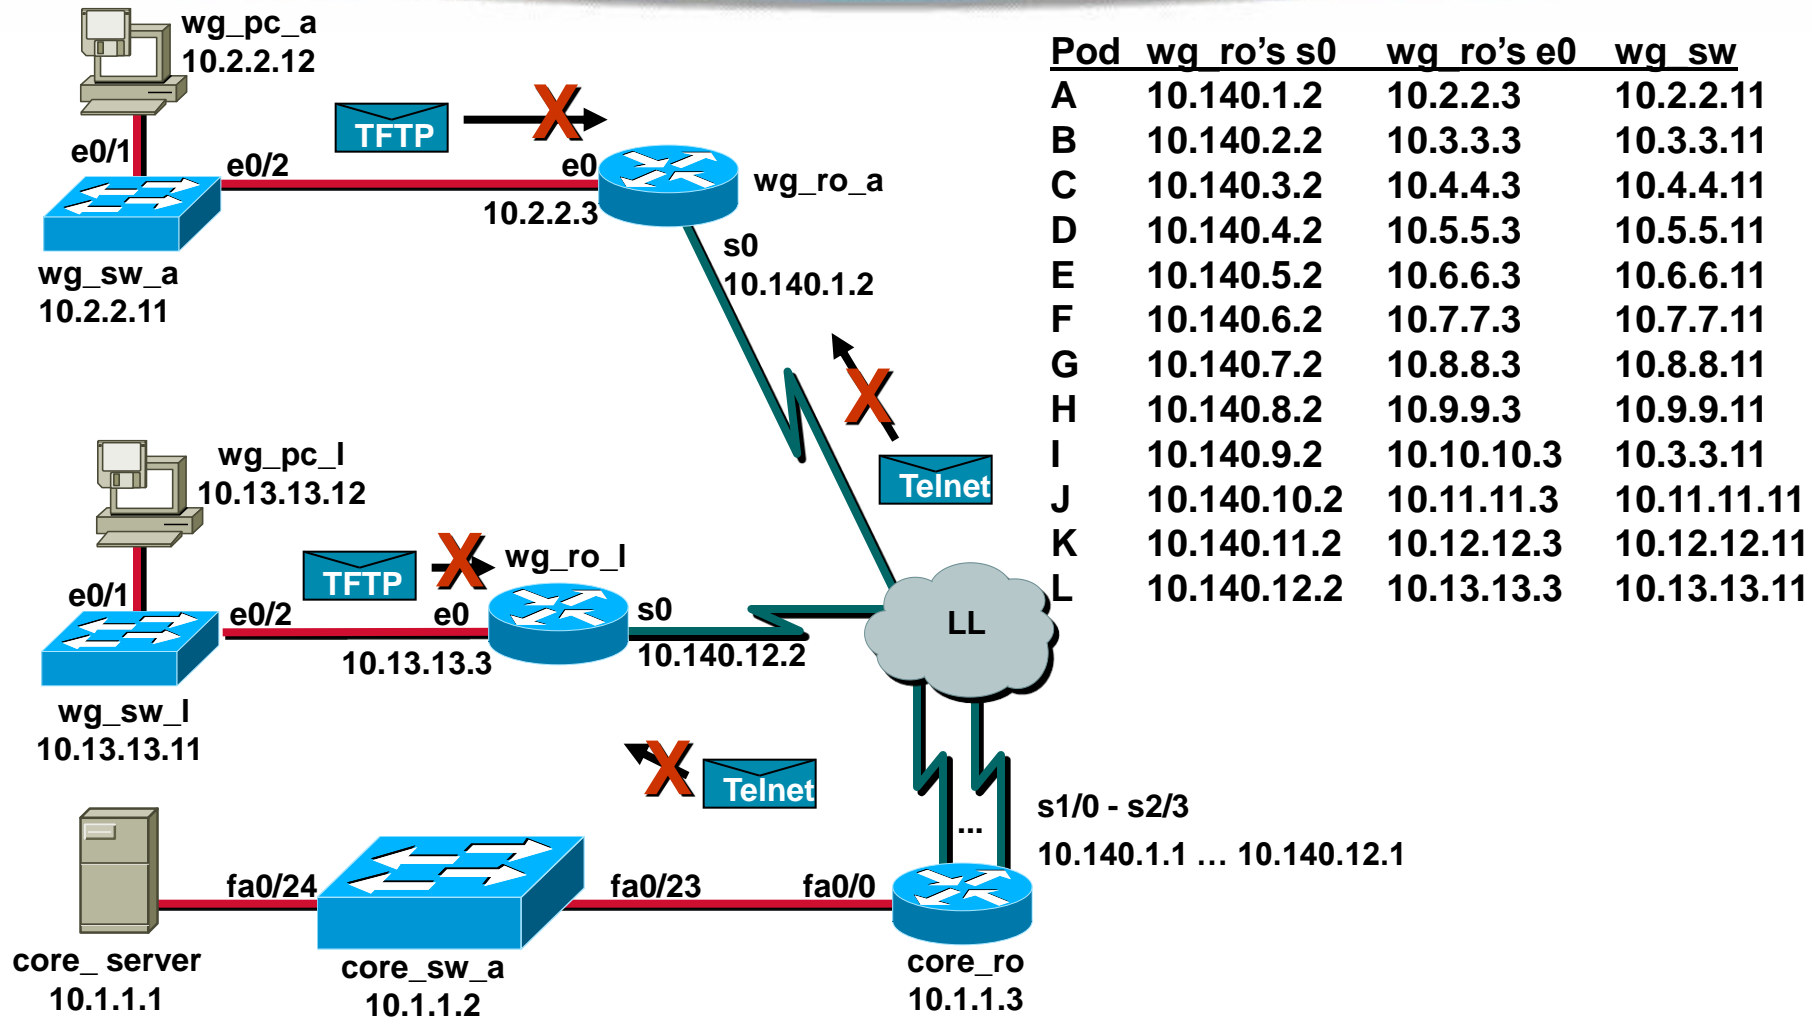 wg_pc_a
10.2.2.12
TFTP
X
e0/1
e0/2
e0
wg_ro_a
10.2.2.3
s0
10.140.1.2
wg_sw_a
10.2.2.11
X
Telnet
wg_pc_l
10.13.13.12
TFTP
X
wg_ro_l
e0/1
e0/2
e0
s0
10.13.13.3
10.140.12.2
LL
wg_sw_l
10.13.13.11
X
Telnet
s1/0 - s2/3
...
10.140.1.1 … 10.140.12.1
fa0/24
fa0/23
fa0/0
core_ server
10.1.1.1
core_sw_a
10.1.1.2
core_ro
10.1.1.3
Pod wg_ro’s s0 wg_ro’s e0 wg_sw
A 10.140.1.2 10.2.2.3 10.2.2.11
B 10.140.2.2 10.3.3.3 10.3.3.11
C 10.140.3.2 10.4.4.3 10.4.4.11
D 10.140.4.2 10.5.5.3 10.5.5.11
E 10.140.5.2 10.6.6.3 10.6.6.11
F 10.140.6.2 10.7.7.3 10.7.7.11
G 10.140.7.2 10.8.8.3 10.8.8.11
H 10.140.8.2 10.9.9.3 10.9.9.11
I 10.140.9.2 10.10.10.3 10.3.3.11
J 10.140.10.2 10.11.11.3 10.11.11.11
K 10.140.11.2 10.12.12.3 10.12.12.11
L 10.140.12.2 10.13.13.3 10.13.13.11